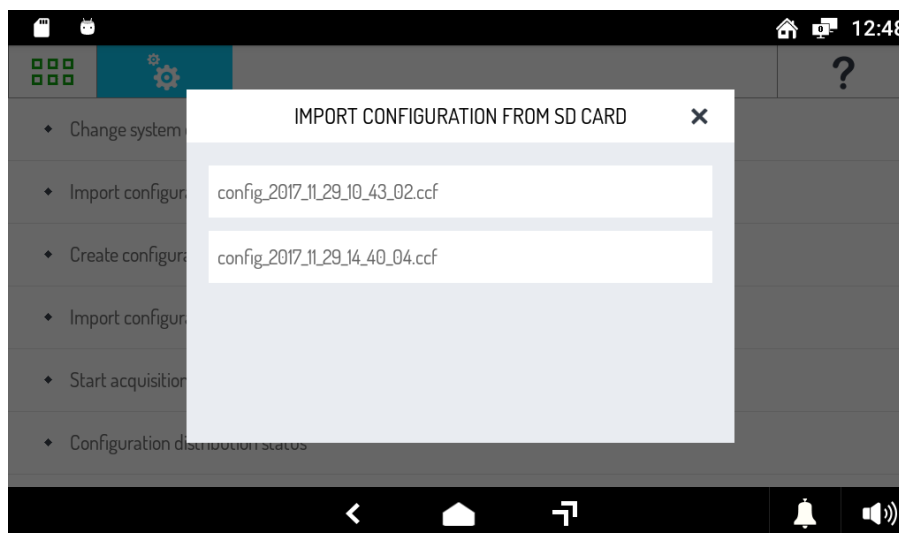 12:48
?
IMPORT CONFIGURATION FROM SD CARD
Change system
Import configur
config_2017_11_29_10_43_02.ccf
Create configura
config_2017_11_29_14_40_04.ccf
Import configur
Start acquisition
Configuration distribution status